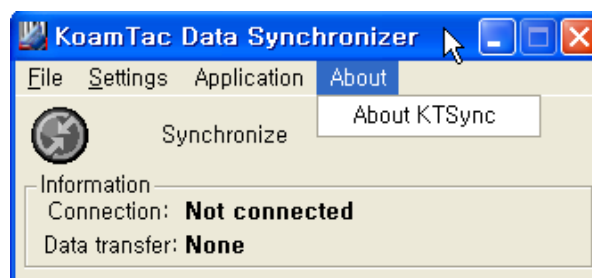 KoamTac Data Synchronizer
File Settings Application About
About KTSync
Synchronize
Information
Connection: Not connected
Data transfer: None